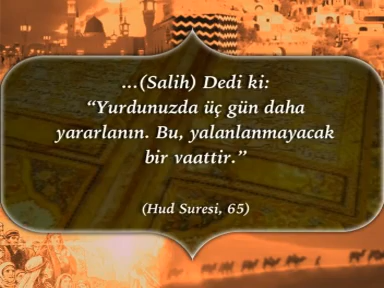 ...(Salih) Dedi ki:
“Yurdunuzda üç gün daha
yararlanın. Bu, yalanlanmayacak
bir vaattir.”
(Hud Suresi, 65)